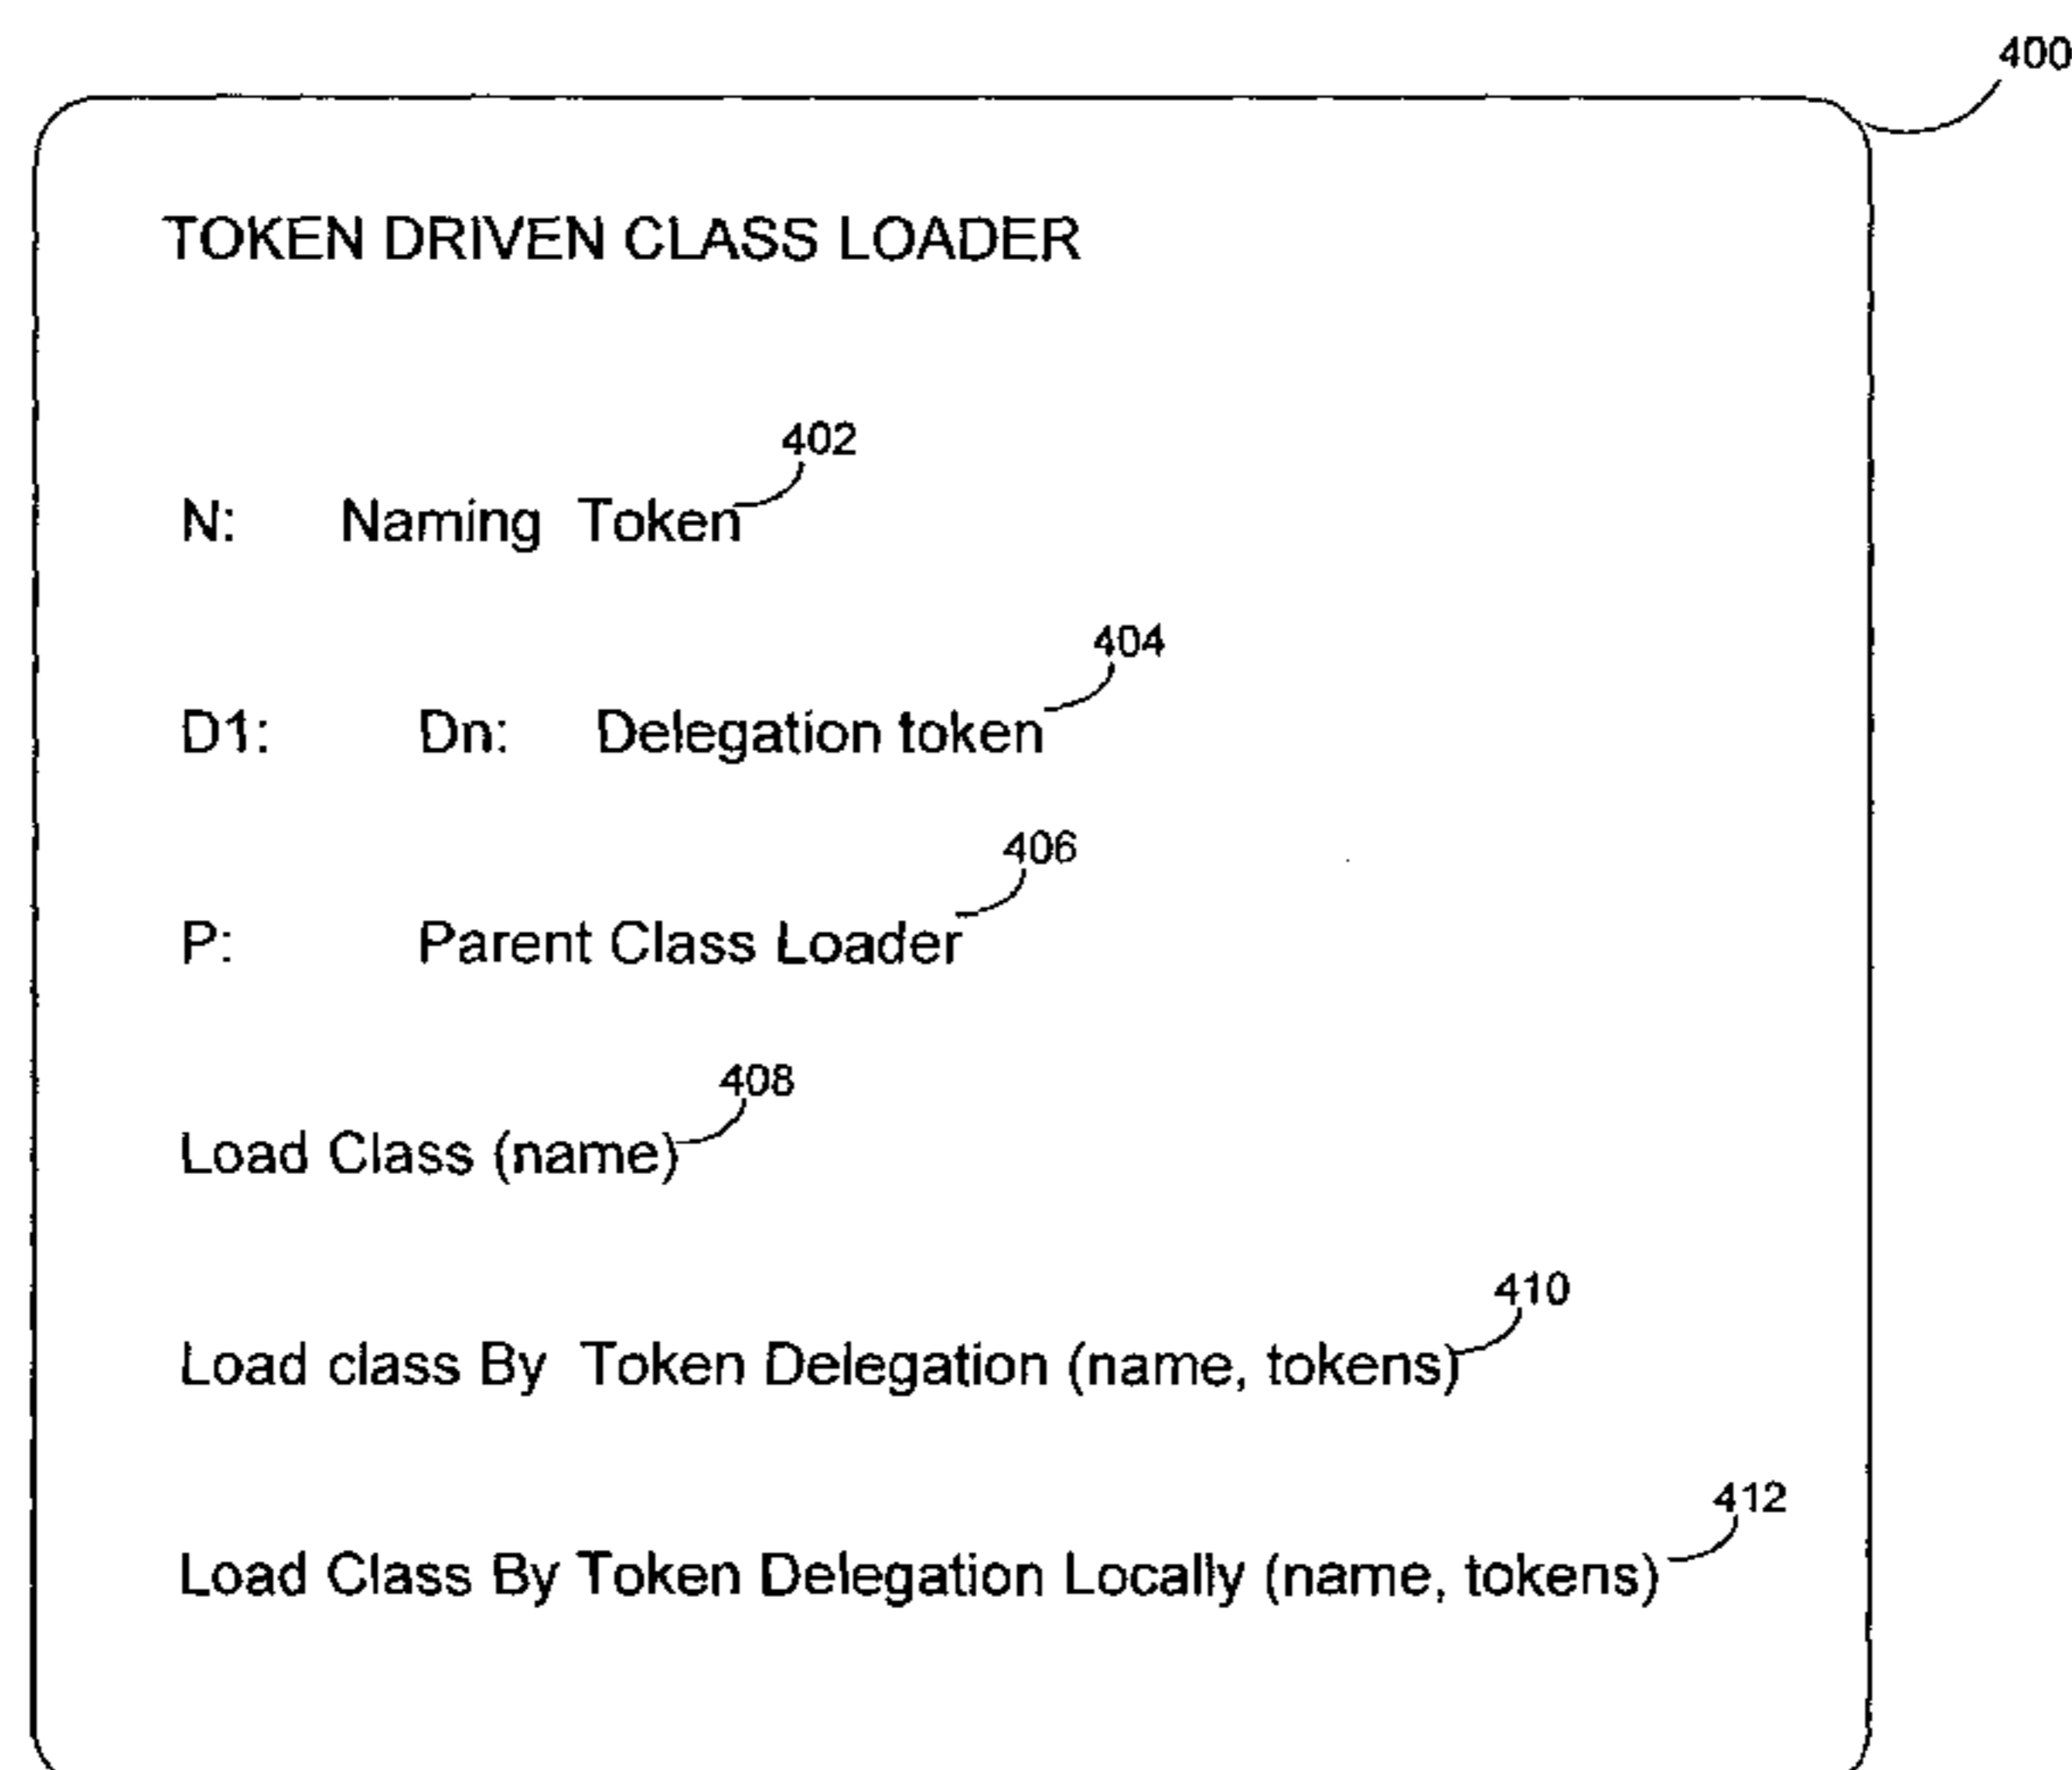 400
TOKEN DRIVEN CLASS LOADER
402
N: Naming Token
404
D1: Dn: Delegation token
406
P: Parent Class Loader
408
Load Class (name)
410
Load class By Token Delegation (name, tokens)
412
Load Class By Token Delegation Locally (name, tokens)